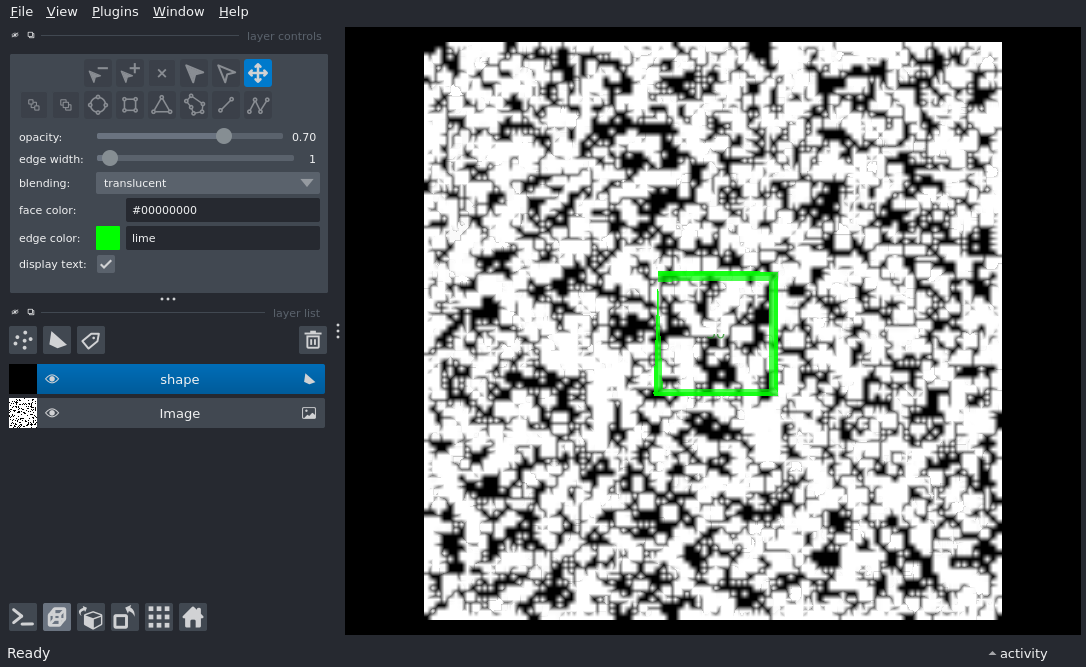 File View Plugins Window Help
layer controls
opacity: 0.70
edge width: 1
blending: translucent
face color: #00000000
edge color: lime
display text:
layer list
shape
Image
Ready activity